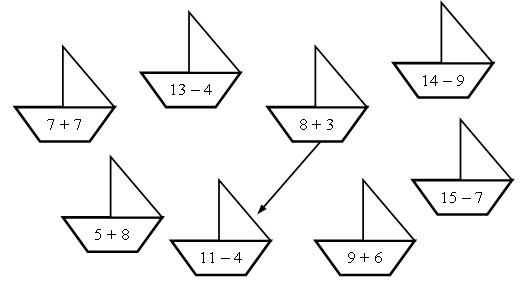 14 – 9
13 – 4
7 + 7
8 + 3
15 – 7
5 + 8
11 – 4
9 + 6